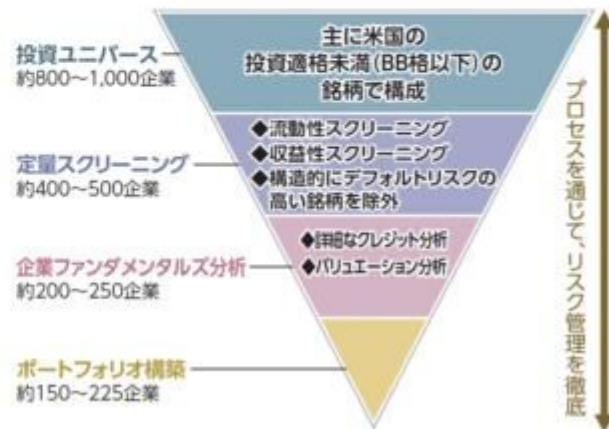 投資ユニバース
約800～1,000企業
主に米国の
投資適格未満(BB格以下)の
銘柄で構成
定量スクリーニング
約400～500企業
◆流動性スクリーニング
◆収益性スクリーニング
◆構造的にデフォルトリスクの
高い銘柄を除外
企業ファンダメンタルズ分析
約200～250企業
◆詳細なクレジット分析
◆バリュエーション分析
ポートフォリオ構築
約150～225企業
プロセスを通じて、リスク管理を徹底